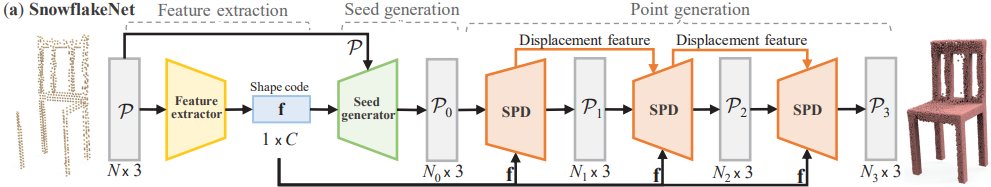 (a) SnowflakeNet
Feature extraction
Seed generation
Point generation
𝒫
Displacement feature
Displacement feature
𝒫
Feature
extractor
Shape code
f
1 x C
Seed
generator
𝒫₀
SPD
𝒫₁
SPD
𝒫₂
SPD
𝒫₃
N x 3
N₀ x 3
f
N₁ x 3
f
N₂ x 3
f
N₃ x 3